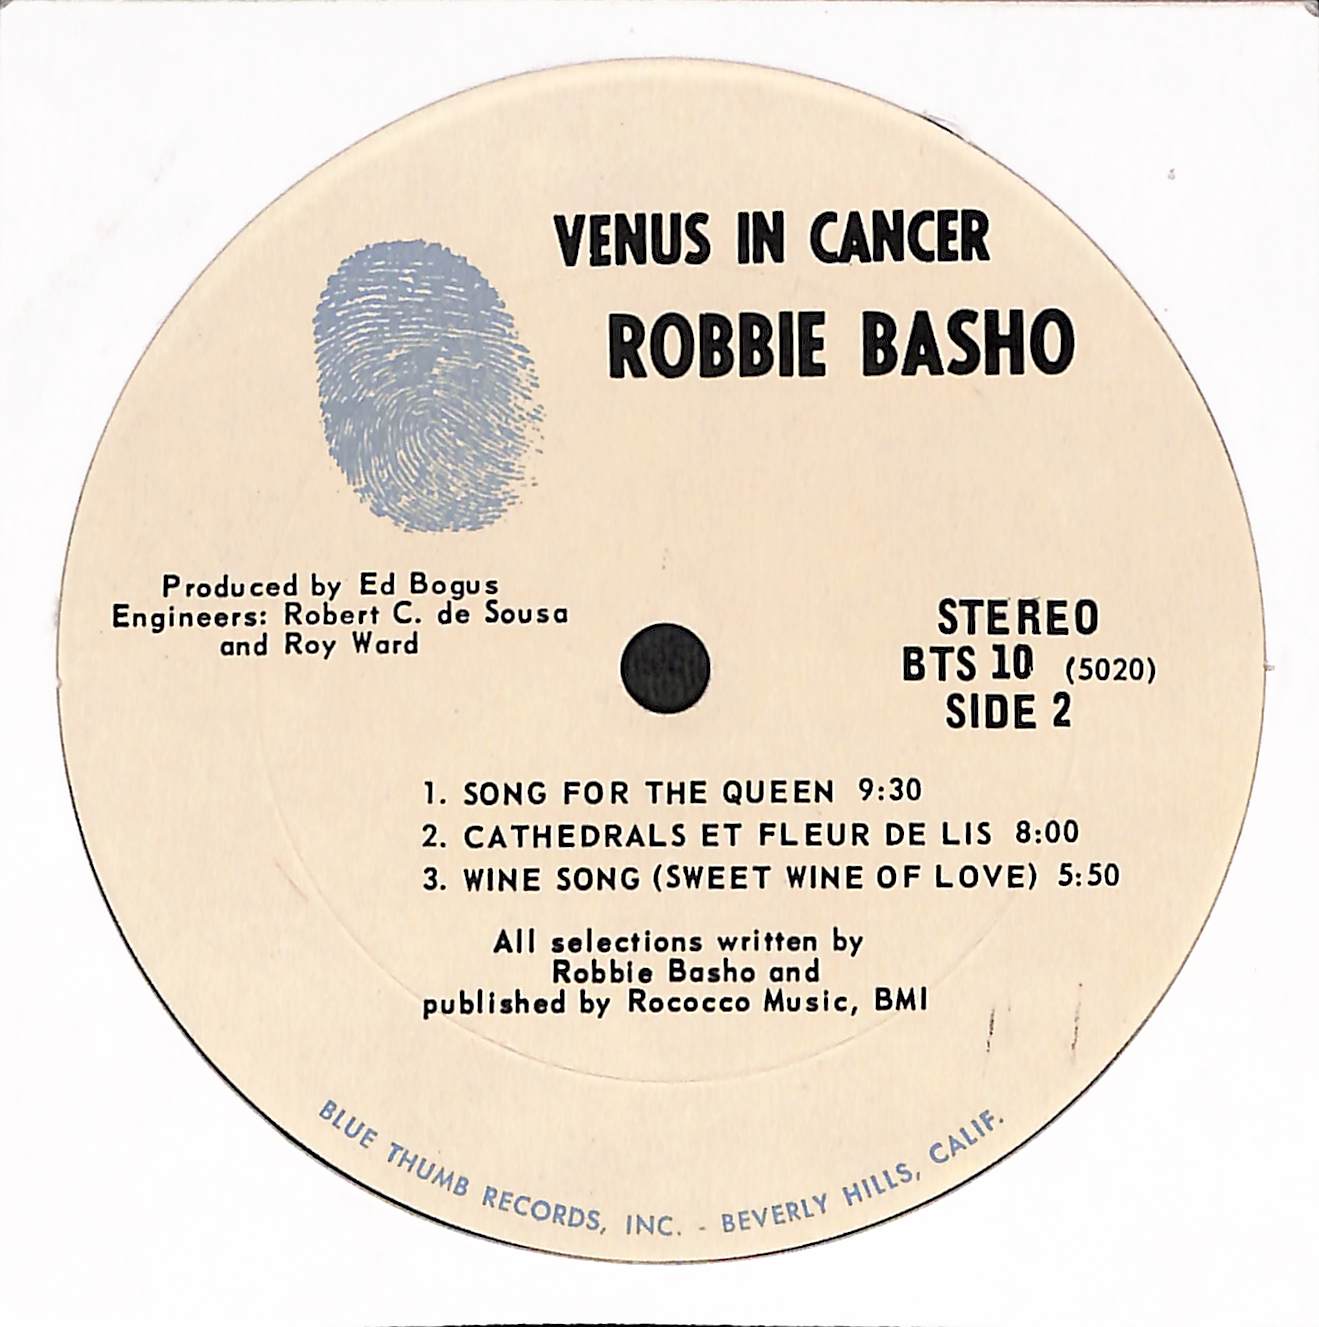 VENUS IN CANCER
ROBBIE BASHO
Produced by Ed Bogus
Engineers: Robert C. de Sousa
and Roy Ward
STEREO
BTS 10 (5020)
SIDE 2
1. SONG FOR THE QUEEN 9:30
2. CATHEDRALS ET FLEUR DE LIS 8:00
3. WINE SONG (SWEET WINE OF LOVE) 5:50
All selections written by
Robbie Basho and
published by Rococco Music, BMI
BLUE THUMB RECORDS, INC. - BEVERLY HILLS, CALIF.